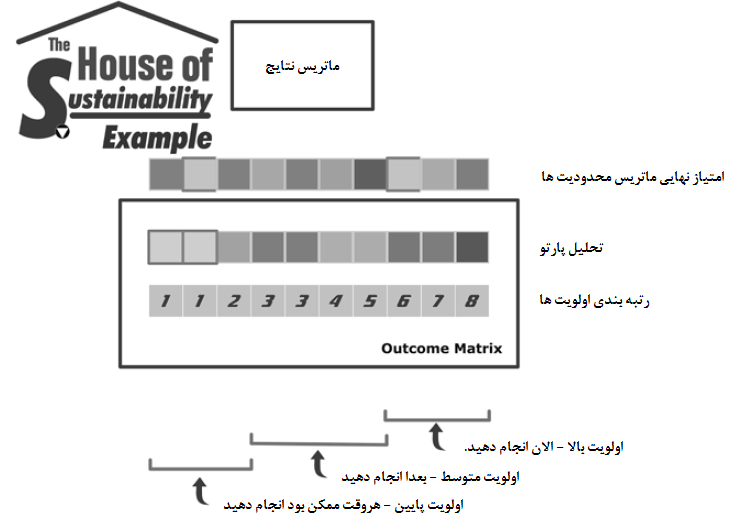 The
House of
Sustainability
Example
ماتریس نتایج
امتیاز نهایی ماتریس محدودیت ها
تحلیل پارتو
رتبه بندی اولویت ها
1 1 2 3 3 4 5 6 7 8
Outcome Matrix
اولویت بالا - الان انجام دهید.
اولویت متوسط - بعدا انجام دهید
اولویت پایین - هروقت ممکن بود انجام دهید